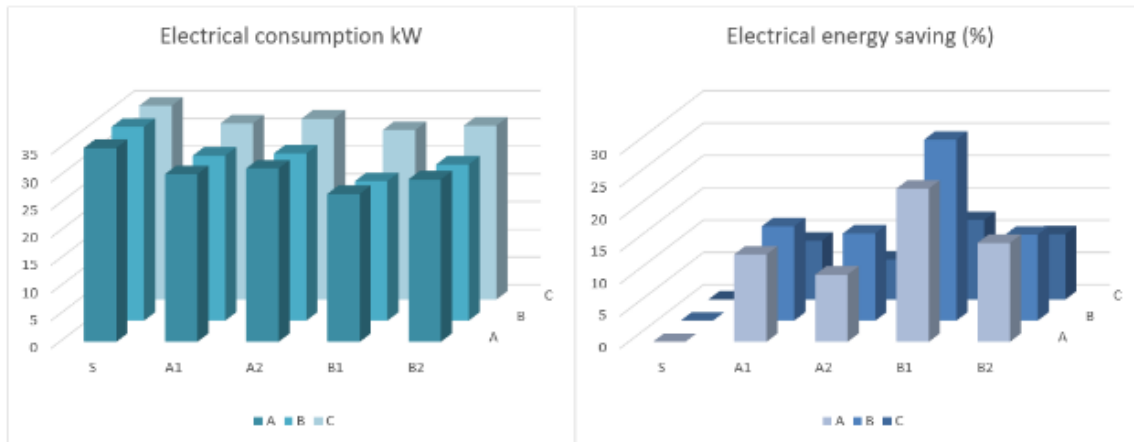 Electrical consumption kW
35
30
25
20
15
10
5
0
C
B
A
S A1 A2 B1 B2
A B C
Electrical energy saving (%)
30
25
20
15
10
5
0
C
B
A
S A1 A2 B1 B2
A B C